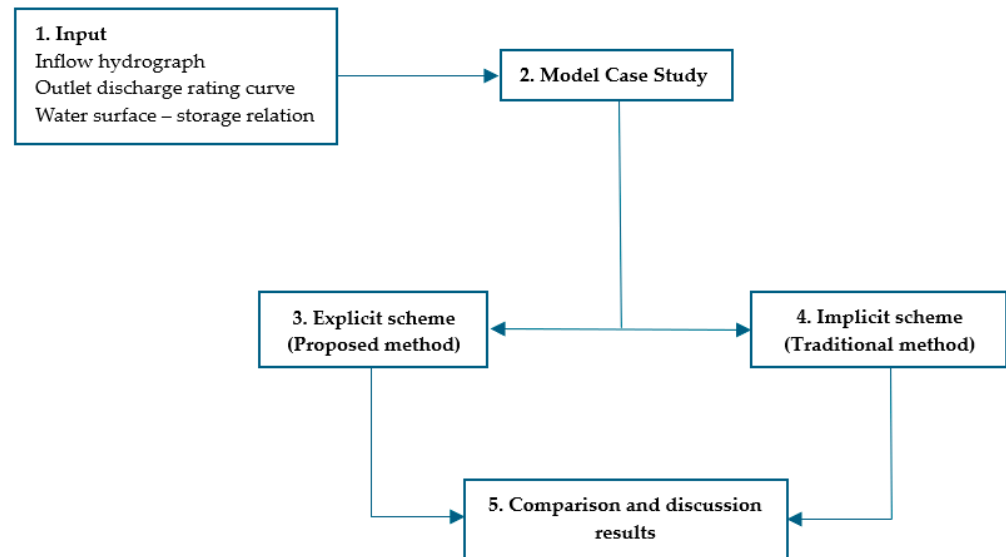 1. Input
Inflow hydrograph
Outlet discharge rating curve
Water surface – storage relation
2. Model Case Study
3. Explicit scheme
(Proposed method)
4. Implicit scheme
(Traditional method)
5. Comparison and discussion
results